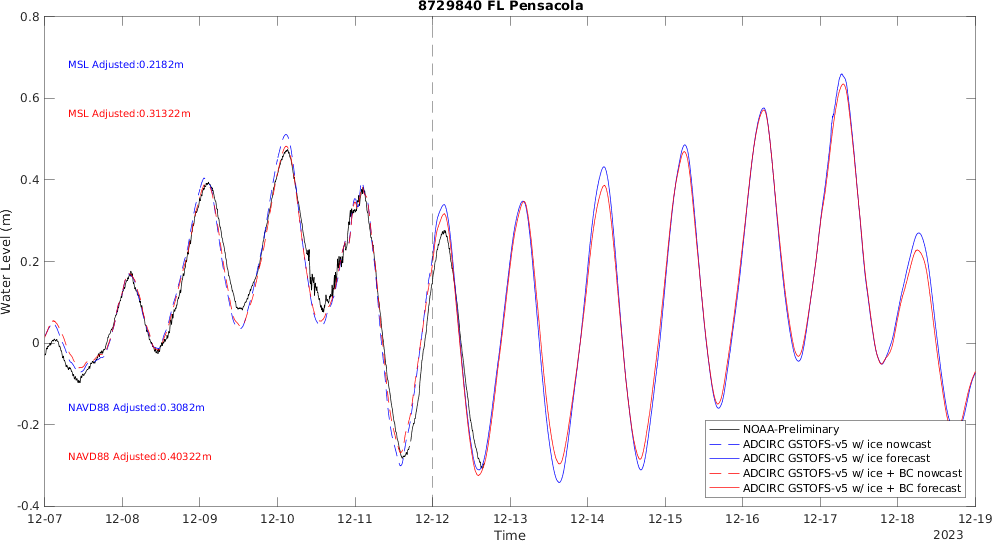 8729840 FL Pensacola
0.8
0.6
0.4
0.2
0
-0.2
-0.4
Water Level (m)
MSL Adjusted:0.2182m
MSL Adjusted:0.31322m
NAVD88 Adjusted:0.3082m
NAVD88 Adjusted:0.40322m
NOAA-Preliminary
ADCIRC GSTOFS-v5 w/ ice nowcast
ADCIRC GSTOFS-v5 w/ ice forecast
ADCIRC GSTOFS-v5 w/ ice + BC nowcast
ADCIRC GSTOFS-v5 w/ ice + BC forecast
12-07 12-08 12-09 12-10 12-11 12-12 12-13 12-14 12-15 12-16 12-17 12-18 12-19
Time
2023